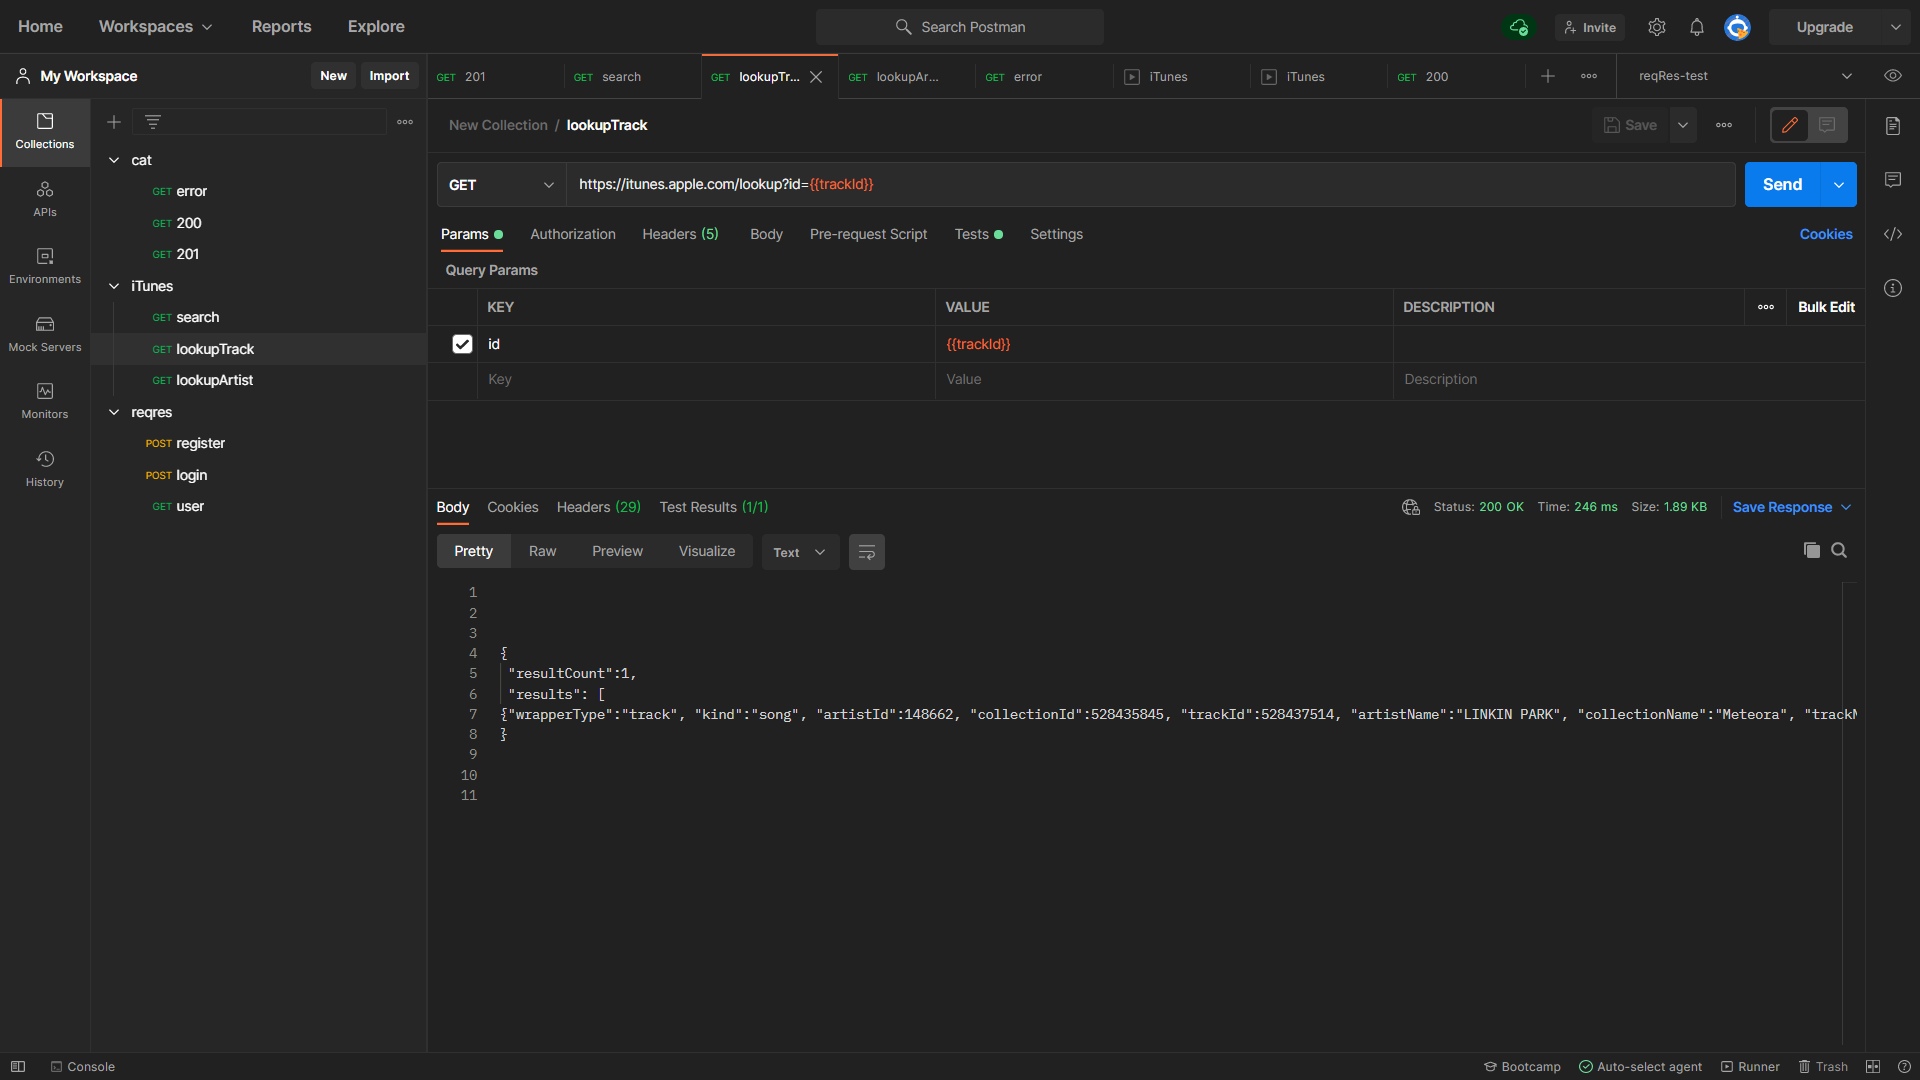 Home Workspaces Reports Explore Search Postman Invite Upgrade
My Workspace New Import GET 201 GET search GET lookupTr... GET lookupAr... GET error iTunes iTunes GET 200 reqRes-test
Collections
APIs
Environments
Mock Servers
Monitors
History
cat
GET error
GET 200
GET 201
iTunes
GET search
GET lookupTrack
GET lookupArtist
reqres
POST register
POST login
GET user
New Collection / lookupTrack Save
GET https://itunes.apple.com/lookup?id={{trackId}} Send
Params Authorization Headers (5) Body Pre-request Script Tests Settings Cookies
Query Params
KEY VALUE DESCRIPTION Bulk Edit
id {{trackId}}
Key Value Description
Body Cookies Headers (29) Test Results (1/1) Status: 200 OK Time: 246 ms Size: 1.89 KB Save Response
Pretty Raw Preview Visualize Text
1
2
3
4 {
5 "resultCount":1,
6 "results": [
7 {"wrapperType":"track", "kind":"song", "artistId":148662, "collectionId":528435845, "trackId":528437514, "artistName":"LINKIN PARK", "collectionName":"Meteora", "track
8 }
9
10
11
Console Bootcamp Auto-select agent Runner Trash